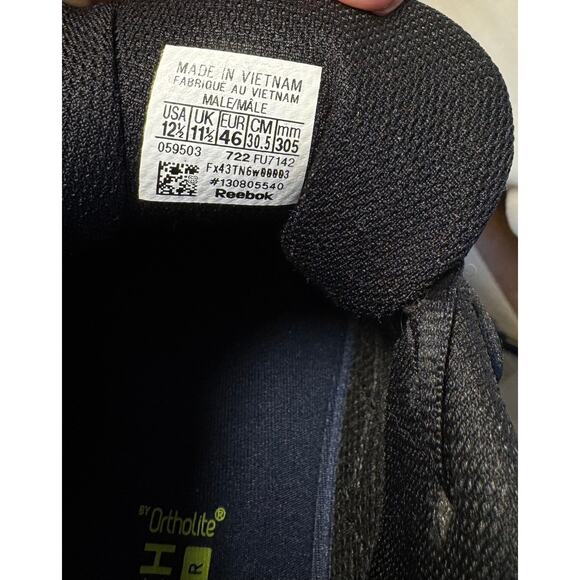 MADE IN VIETNAM
FABRIQUÉ AU VIETNAM
MALE/MÂLE
USA UK EUR CM mm
12½ 11½ 46 30.5 305
059503 722 FU7142
#130805540
Reebok
BY Ortholite®
H
R